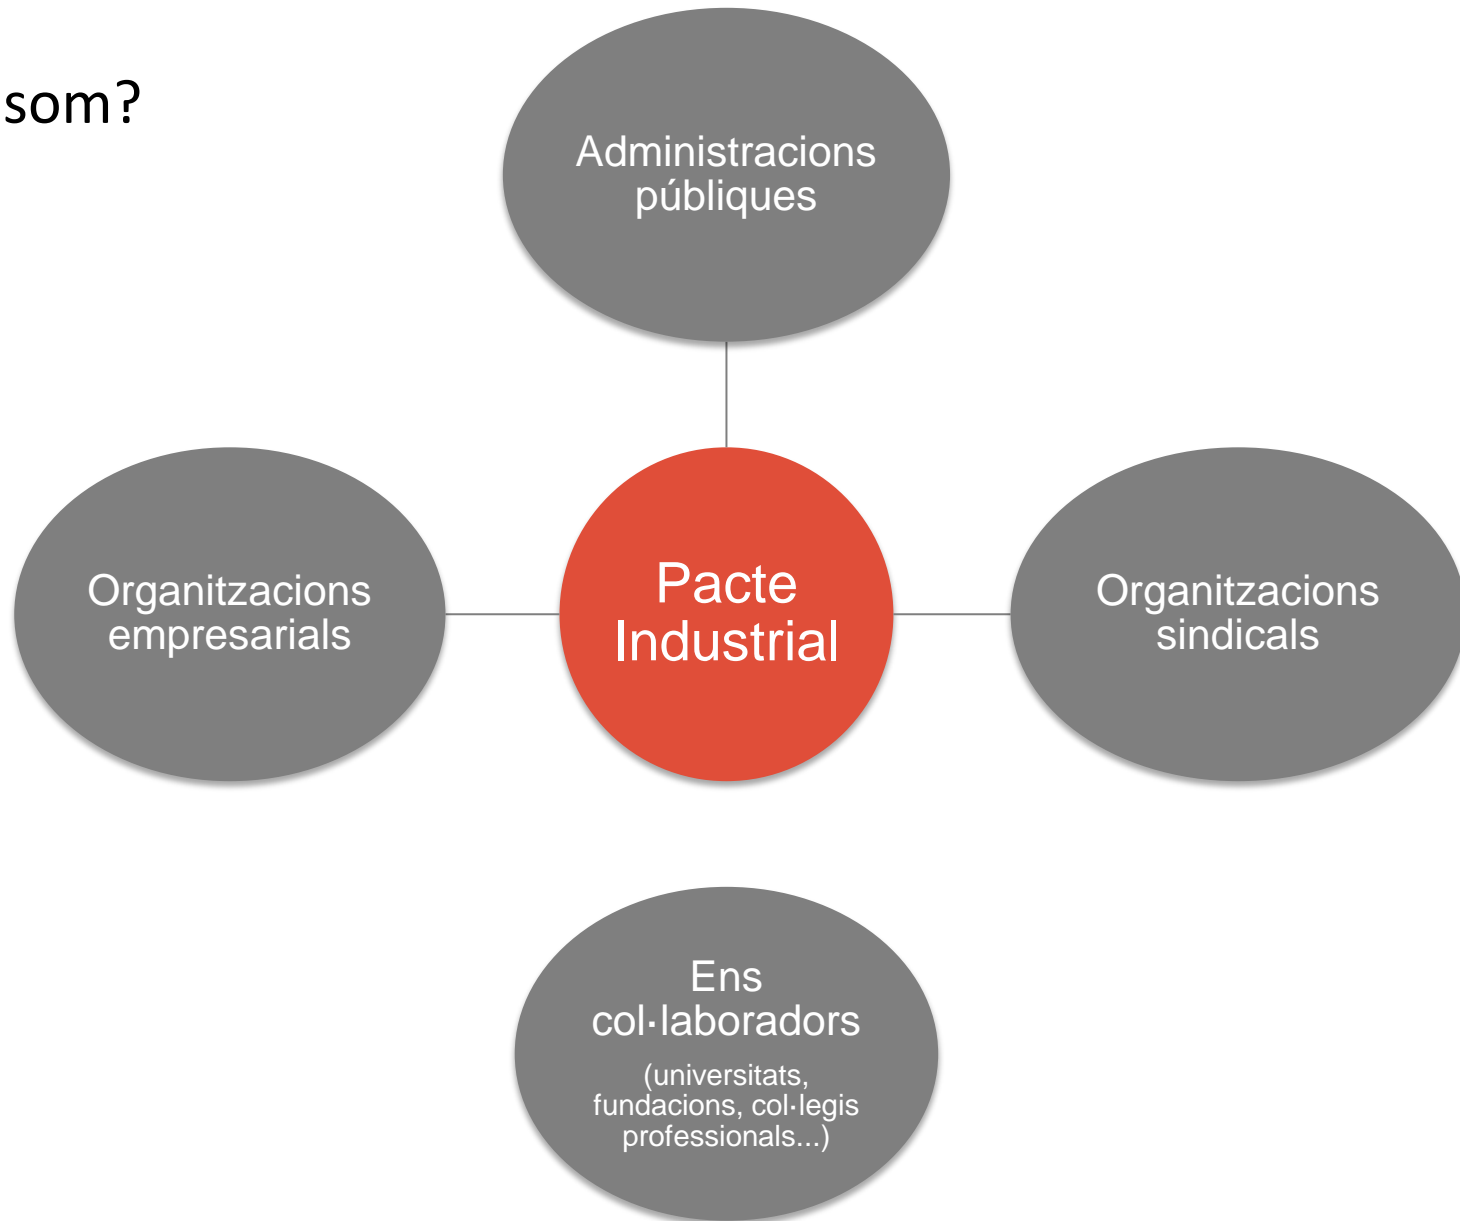 som?
Administracions
públiques
Organitzacions
empresarials
Pacte
Industrial
Organitzacions
sindicals
Ens
col·laboradors
(universitats,
fundacions, col·legis
professionals...)